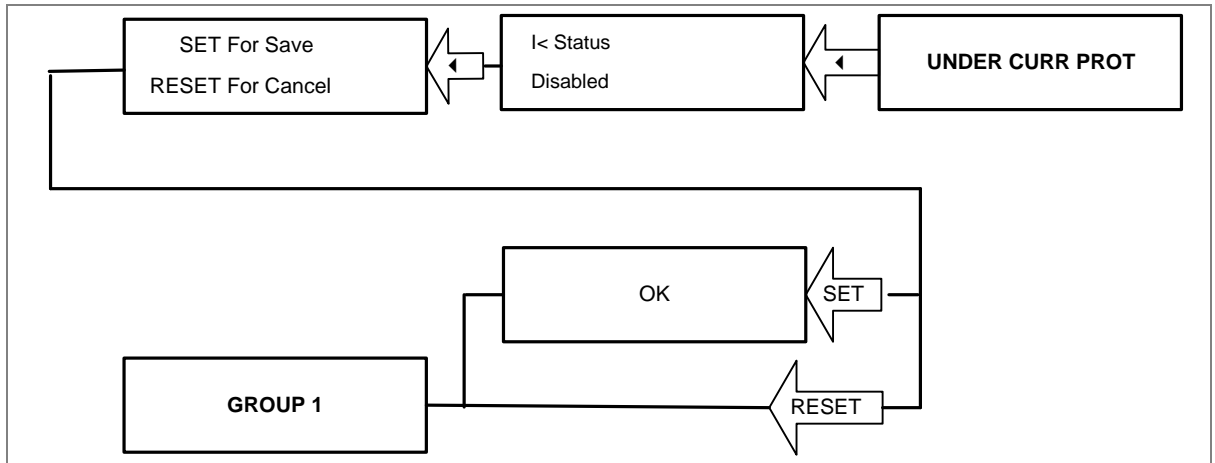 SET For Save
RESET For Cancel
I< Status
Disabled
UNDER CURR PROT
OK
SET
GROUP 1
RESET